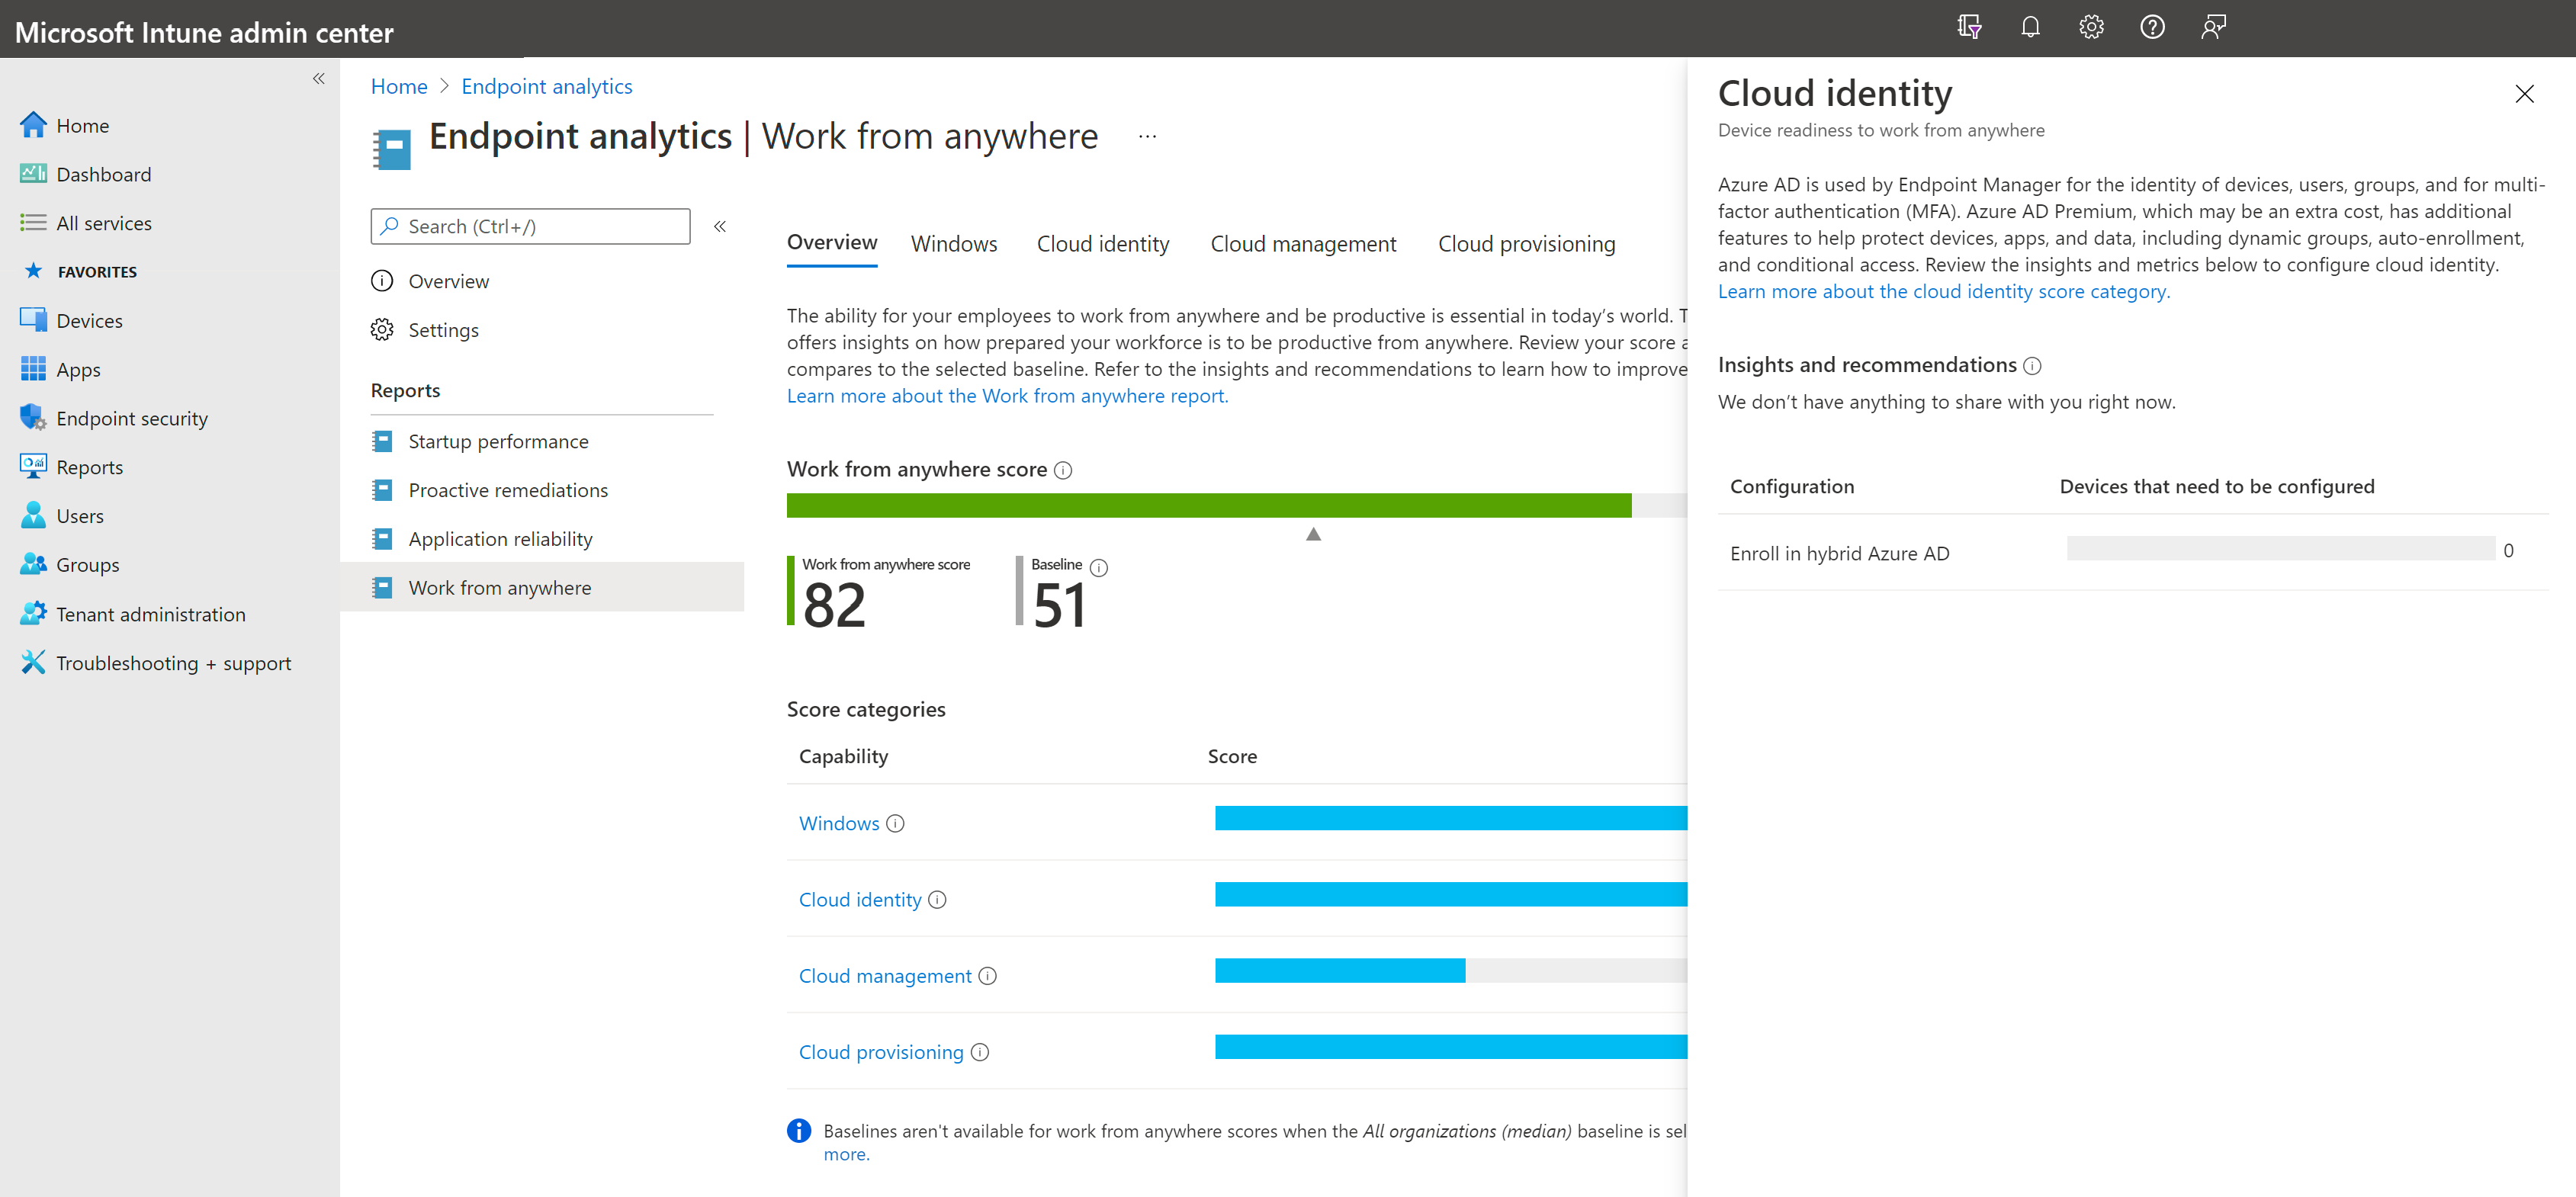 Microsoft Intune admin center
Home
Dashboard
All services
FAVORITES
Devices
Apps
Endpoint security
Reports
Users
Groups
Tenant administration
Troubleshooting + support
Home > Endpoint analytics
Endpoint analytics | Work from anywhere ...
Search (Ctrl+/)
Overview
Settings
Reports
Startup performance
Proactive remediations
Application reliability
Work from anywhere
Overview Windows Cloud identity Cloud management Cloud provisioning
The ability for your employees to work from anywhere and be productive is essential in today's world.
offers insights on how prepared your workforce is to be productive from anywhere. Review your score
compares to the selected baseline. Refer to the insights and recommendations to learn how to improve
Learn more about the Work from anywhere report.
Work from anywhere score
Work from anywhere score
82
Baseline
51
Score categories
Capability Score
Windows
Cloud identity
Cloud management
Cloud provisioning
Baselines aren't available for work from anywhere scores when the All organizations (median) baseline is
more.
Cloud identity
Device readiness to work from anywhere
Azure AD is used by Endpoint Manager for the identity of devices, users, groups, and for multi-
factor authentication (MFA). Azure AD Premium, which may be an extra cost, has additional
features to help protect devices, apps, and data, including dynamic groups, auto-enrollment,
and conditional access. Review the insights and metrics below to configure cloud identity.
Learn more about the cloud identity score category.
Insights and recommendations
We don't have anything to share with you right now.
Configuration Devices that need to be configured
Enroll in hybrid Azure AD 0